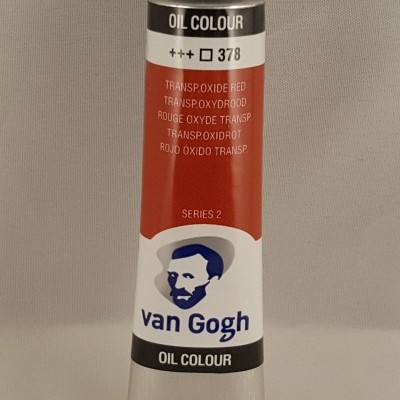 OIL COLOUR
+++ □ 378
TRANSP.OXIDE RED
TRANSP.OXYDROOD
ROUGE OXYDE TRANSP.
TRANSP.OXIDROT
ROJO ÓXIDO TRANSP.
SERIES 2
van Gogh
OIL COLOUR